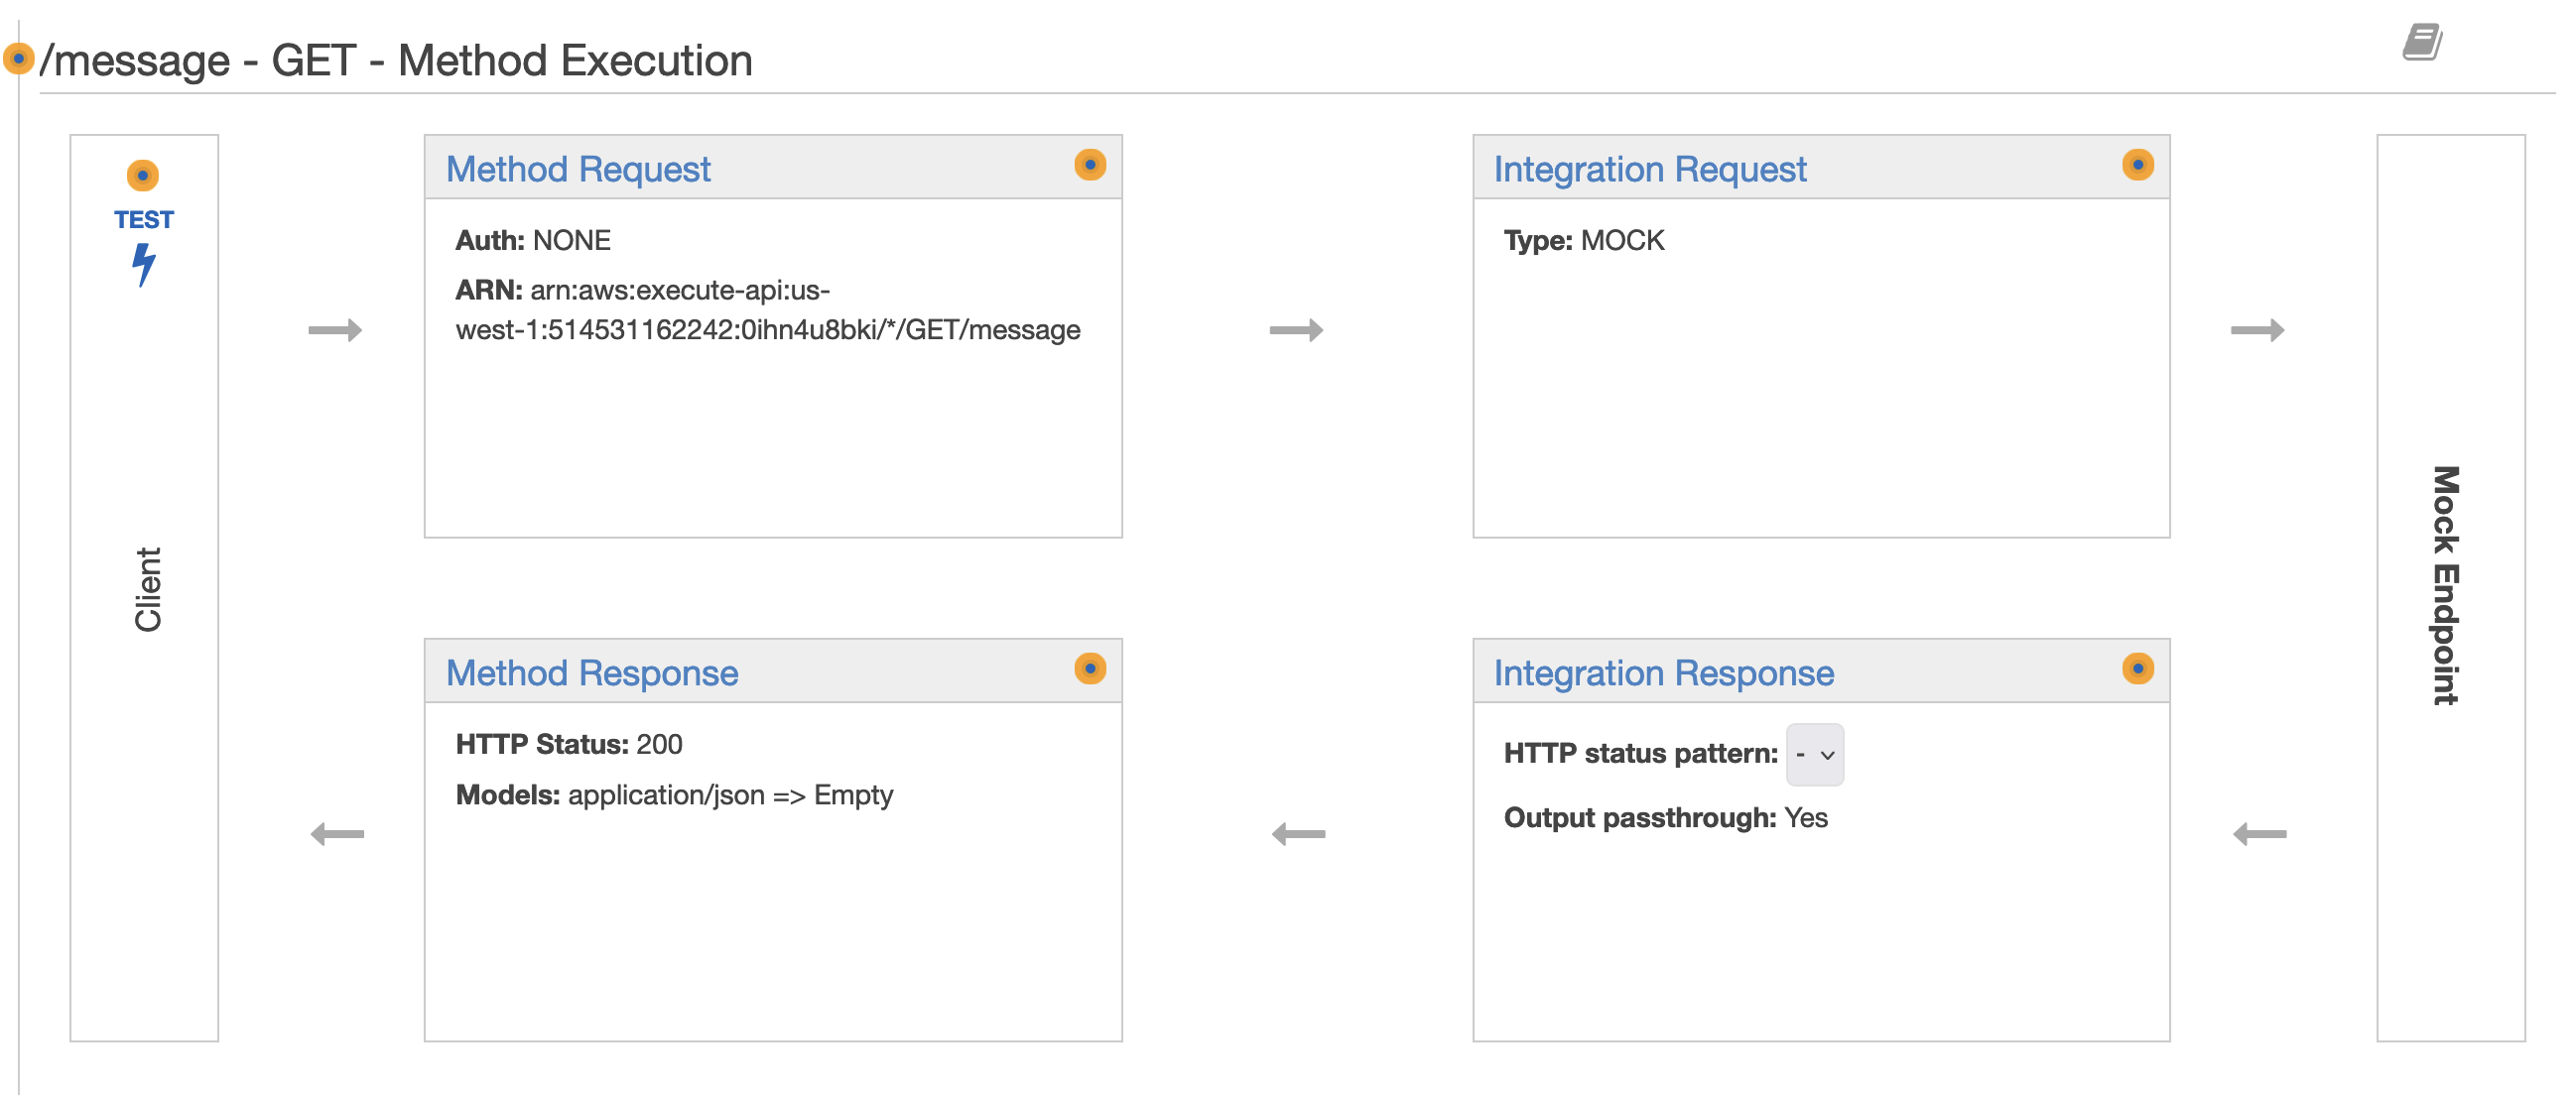 /message - GET - Method Execution
TEST
Client
Method Request
Auth: NONE
ARN: arn:aws:execute-api:us-
west-1:514531162242:0ihn4u8bki/*/GET/message
Integration Request
Type: MOCK
Mock Endpoint
Method Response
HTTP Status: 200
Models: application/json => Empty
Integration Response
HTTP status pattern: -
Output passthrough: Yes